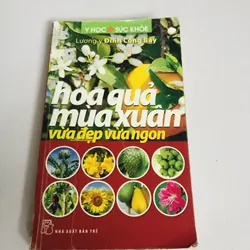 Y HỌC SỨC KHỎE
Lương y Đinh Công Bảy
hoa quả
mùa xuân
vừa đẹp vừa ngon
NHÀ XUẤT BẢN TRẺ